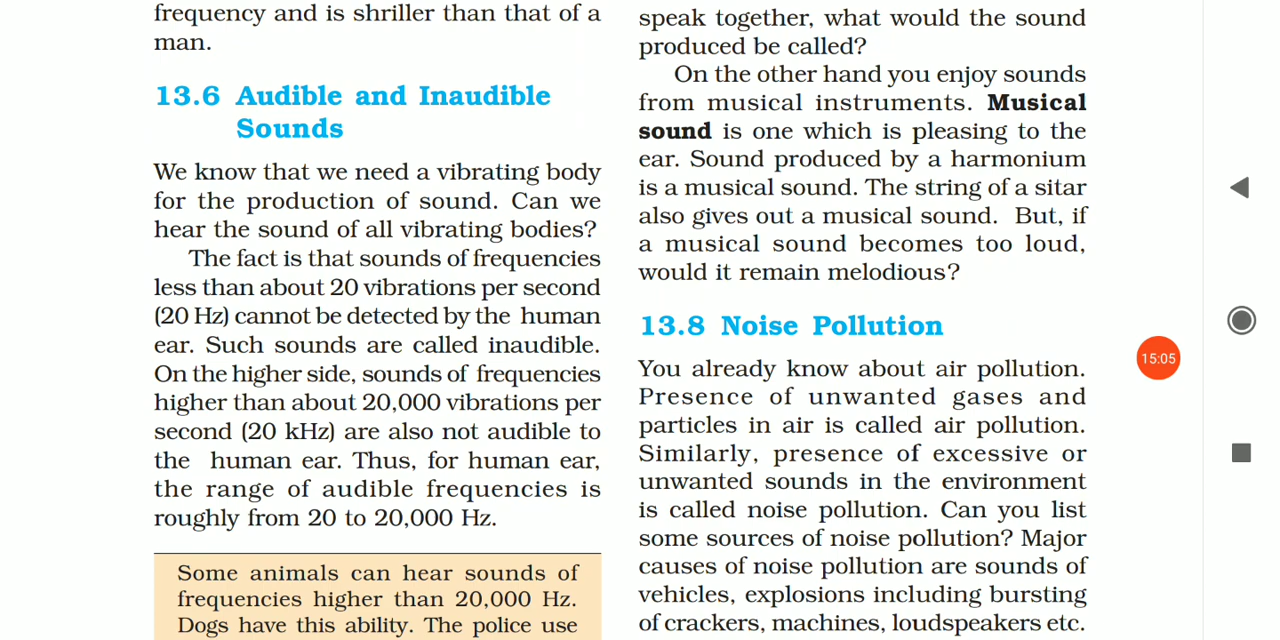 frequency and is shriller than that of a
man.
13.6 Audible and Inaudible
Sounds
We know that we need a vibrating body
for the production of sound. Can we
hear the sound of all vibrating bodies?
The fact is that sounds of frequencies
less than about 20 vibrations per second
(20 Hz) cannot be detected by the human
ear. Such sounds are called inaudible.
On the higher side, sounds of frequencies
higher than about 20,000 vibrations per
second (20 kHz) are also not audible to
the human ear. Thus, for human ear,
the range of audible frequencies is
roughly from 20 to 20,000 Hz.
Some animals can hear sounds of
frequencies higher than 20,000 Hz.
Dogs have this ability. The police use
speak together, what would the sound
produced be called?
On the other hand you enjoy sounds
from musical instruments. Musical
sound is one which is pleasing to the
ear. Sound produced by a harmonium
is a musical sound. The string of a sitar
also gives out a musical sound. But, if
a musical sound becomes too loud,
would it remain melodious?
13.8 Noise Pollution
You already know about air pollution.
Presence of unwanted gases and
particles in air is called air pollution.
Similarly, presence of excessive or
unwanted sounds in the environment
is called noise pollution. Can you list
some sources of noise pollution? Major
causes of noise pollution are sounds of
vehicles, explosions including bursting
of crackers, machines, loudspeakers etc.
15:05